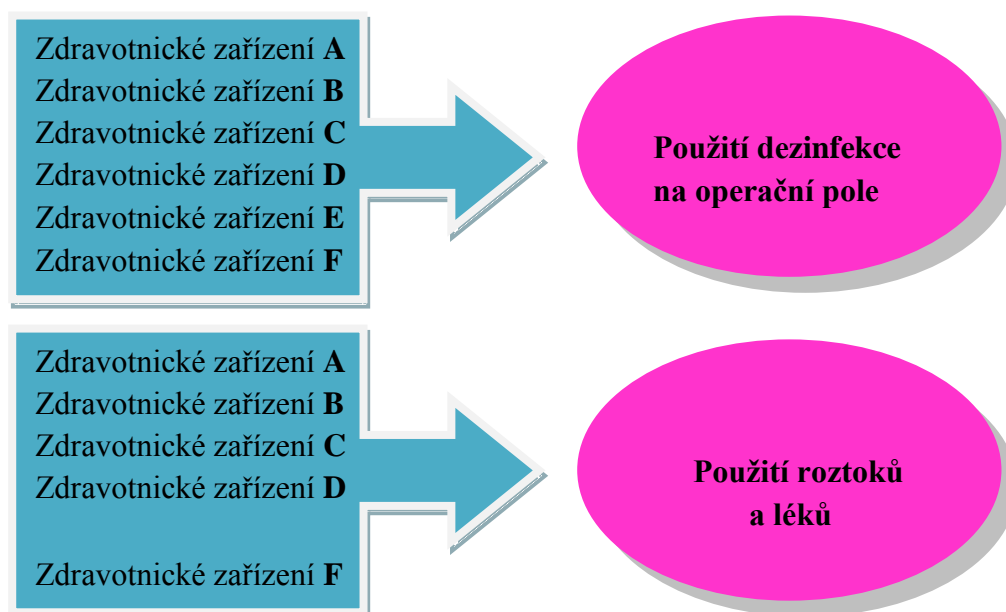 Zdravotnické zařízení A
Zdravotnické zařízení B
Zdravotnické zařízení C
Zdravotnické zařízení D
Zdravotnické zařízení E
Zdravotnické zařízení F
Použití dezinfekce
na operační pole
Zdravotnické zařízení A
Zdravotnické zařízení B
Zdravotnické zařízení C
Zdravotnické zařízení D
Zdravotnické zařízení F
Použití roztoků
a léků